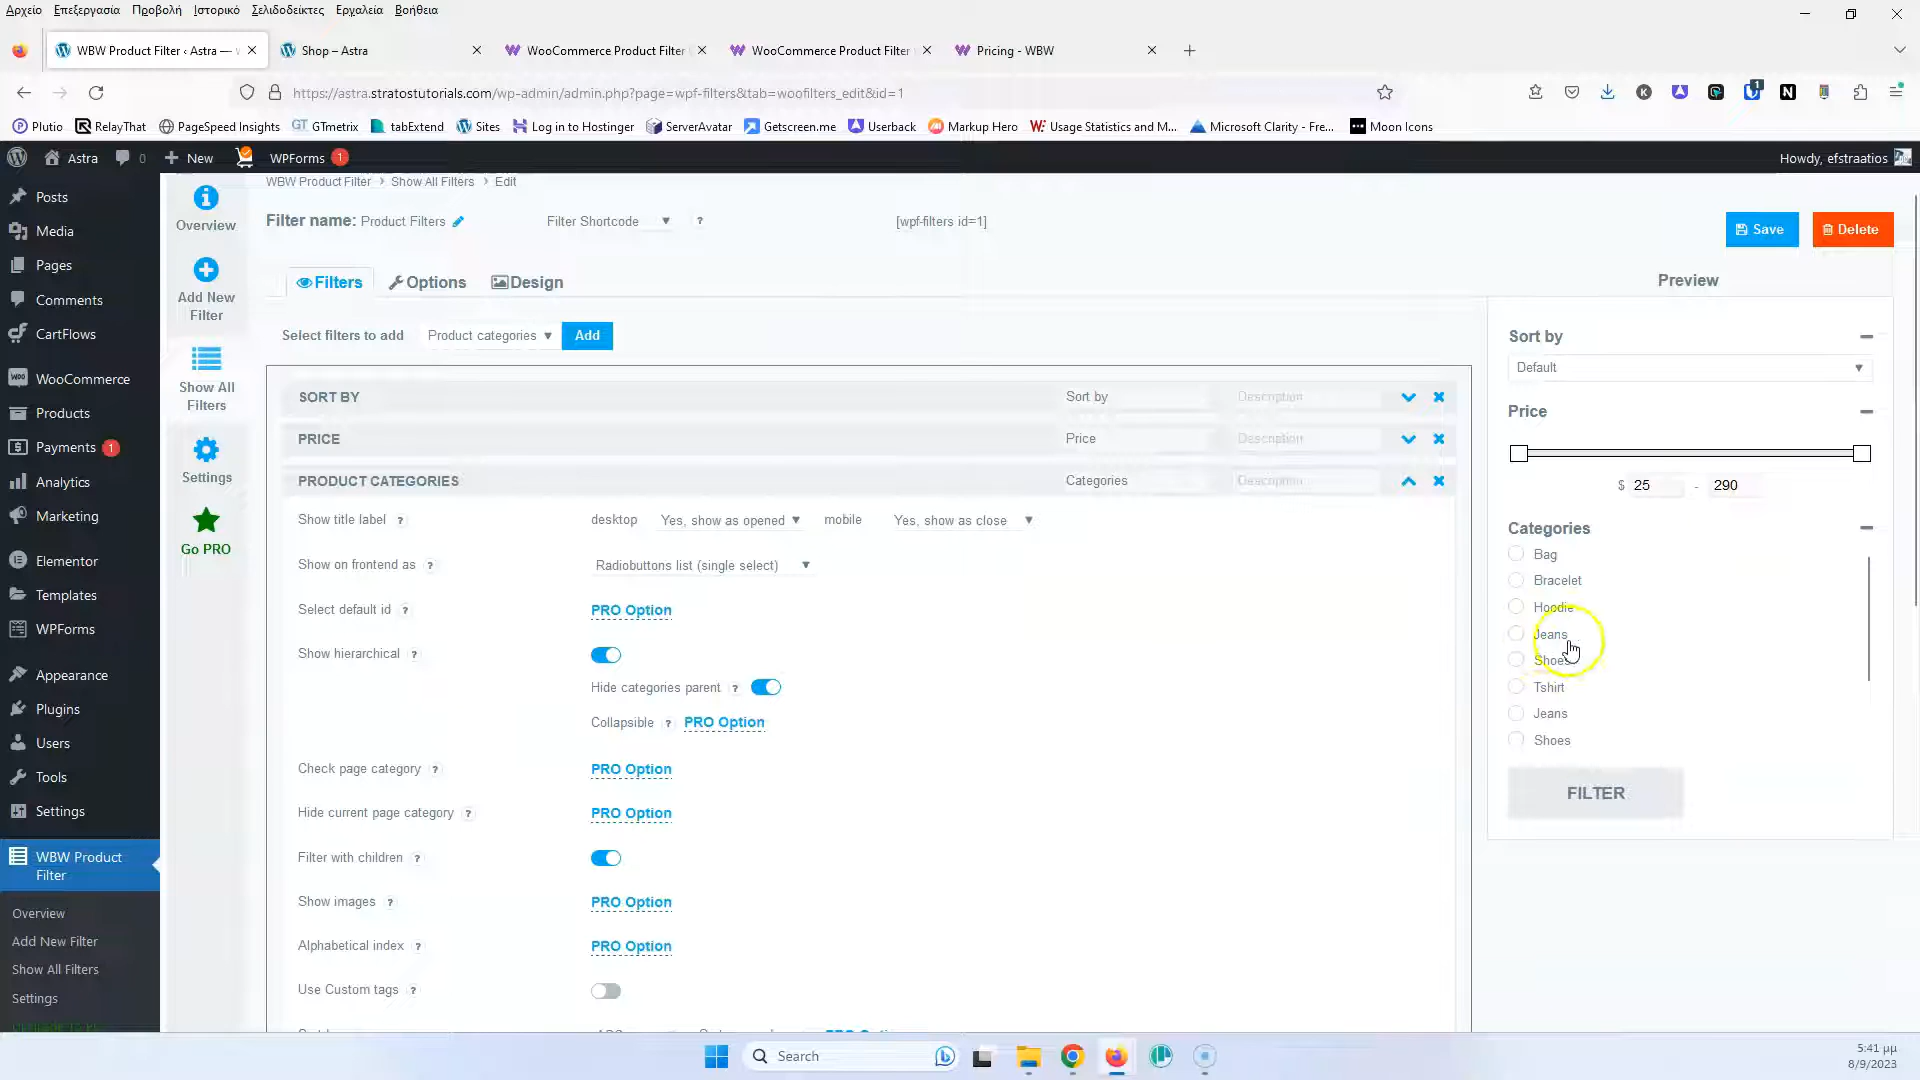 Αρχείο Επεξεργασία Προβολή Ιστορικό Σελιδοδείκτες Εργαλεία Βοήθεια
WBW Product Filter ‹ Astra —
Shop – Astra
WooCommerce Product Filter
WooCommerce Product Filter
Pricing - WBW
https://astra.stratostutorials.com/wp-admin/admin.php?page=wpf-filters&tab=woofilters_edit&id=1
Plutio RelayThat PageSpeed Insights GTmetrix tabExtend Sites Log in to Hostinger ServerAvatar Getscreen.me Userback Markup Hero Usage Statistics and M... Microsoft Clarity - Fre... Moon Icons
Astra 0 New WPForms 1 Howdy, efstraatios
Posts
Media
Pages
Comments
CartFlows
WooCommerce
Products
Payments 1
Analytics
Marketing
Elementor
Templates
WPForms
Appearance
Plugins
Users
Tools
Settings
WBW Product
Filter
Overview
Add New Filter
Show All Filters
Settings
Overview
Add New
Filter
Show All
Filters
Settings
Go PRO
WBW Product Filter › Show All Filters › Edit
Filter name: Product Filters Filter Shortcode ? [wpf-filters id=1]
Save Delete
Filters Options Design
Select filters to add Product categories Add
SORT BY Sort by Description
PRICE Price Description
PRODUCT CATEGORIES Categories Description
Show title label ? desktop Yes, show as opened mobile Yes, show as close
Show on frontend as ? Radiobuttons list (single select)
Select default id ? PRO Option
Show hierarchical ?
Hide categories parent ?
Collapsible ? PRO Option
Check page category ? PRO Option
Hide current page category ? PRO Option
Filter with children ?
Show images ? PRO Option
Alphabetical index ? PRO Option
Use Custom tags ?
Preview
Sort by
Default
Price
$ 25 - 290
Categories
Bag
Bracelet
Hoodie
Jeans
Shoes
Tshirt
Jeans
Shoes
FILTER
Search
5:41 μμ
8/9/2023